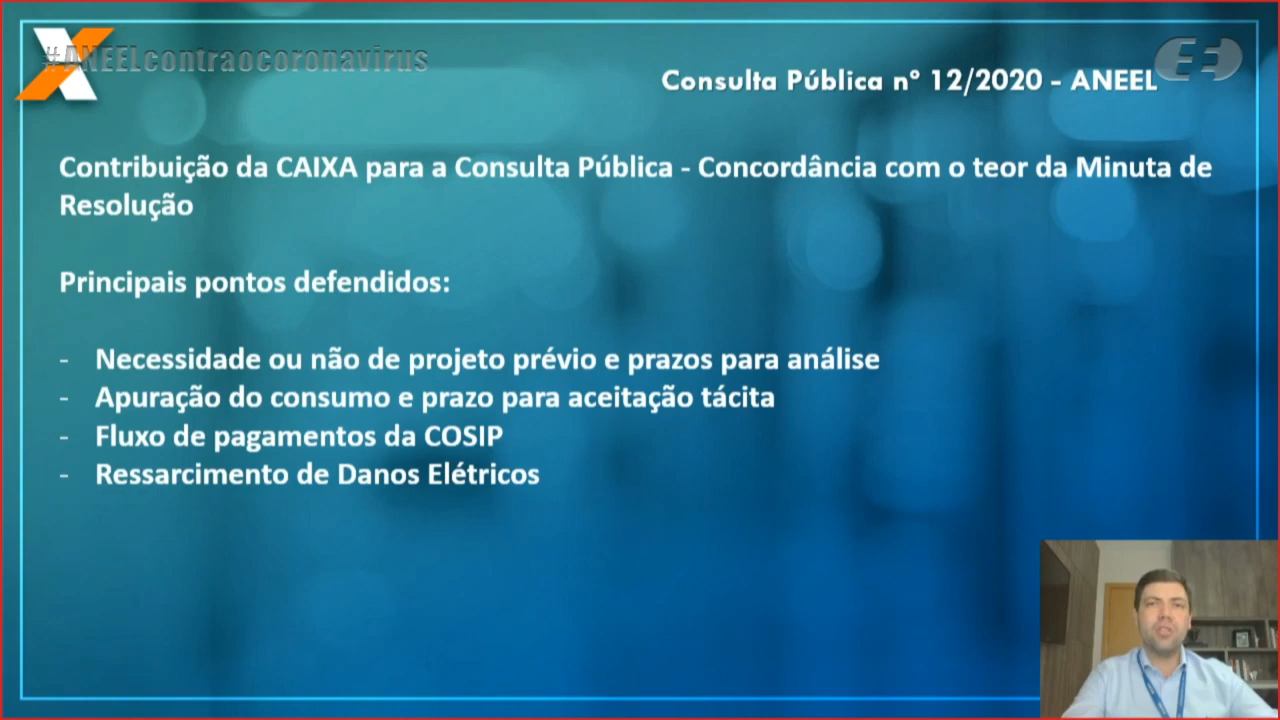 #ANEELcontraocoronavirus
Consulta Pública nº 12/2020 - ANEEL
Contribuição da CAIXA para a Consulta Pública - Concordância com o teor da Minuta de
Resolução
Principais pontos defendidos:
- Necessidade ou não de projeto prévio e prazos para análise
- Apuração do consumo e prazo para aceitação tácita
- Fluxo de pagamentos da COSIP
- Ressarcimento de Danos Elétricos